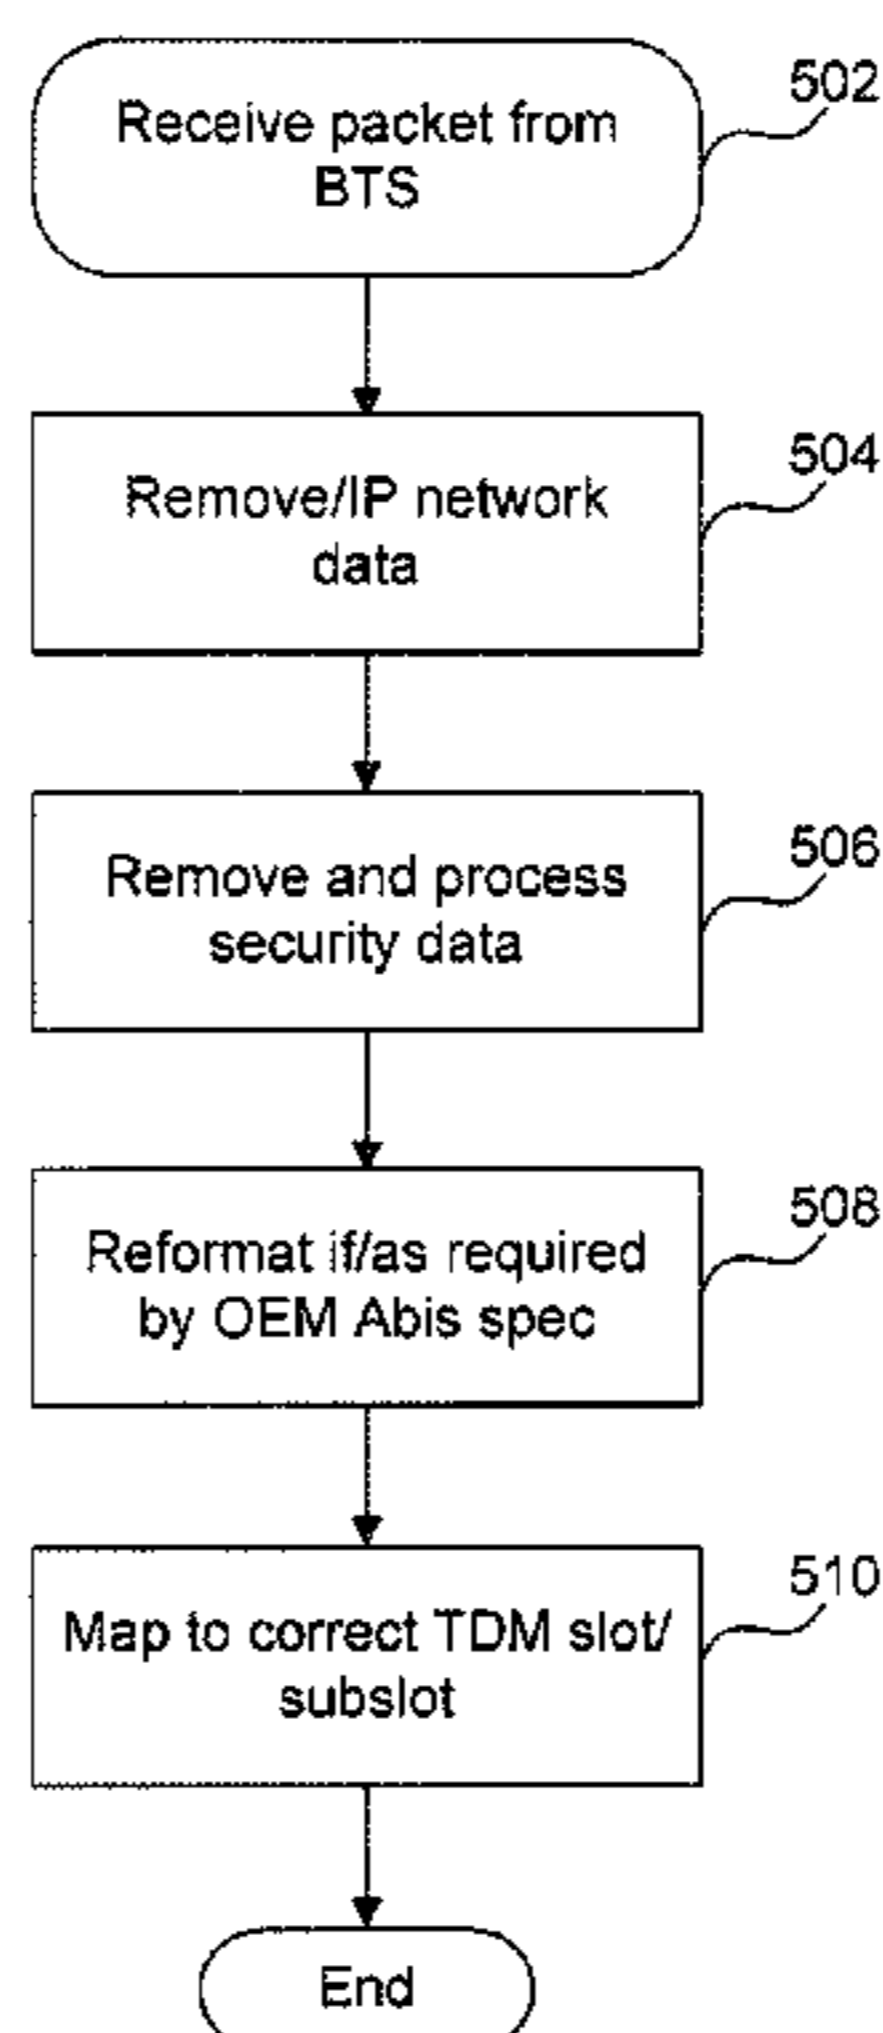 Receive packet from
BTS
502
Remove/IP network
data
504
Remove and process
security data
506
Reformat if/as required
by OEM Abis spec
508
Map to correct TDM slot/
subslot
510
End